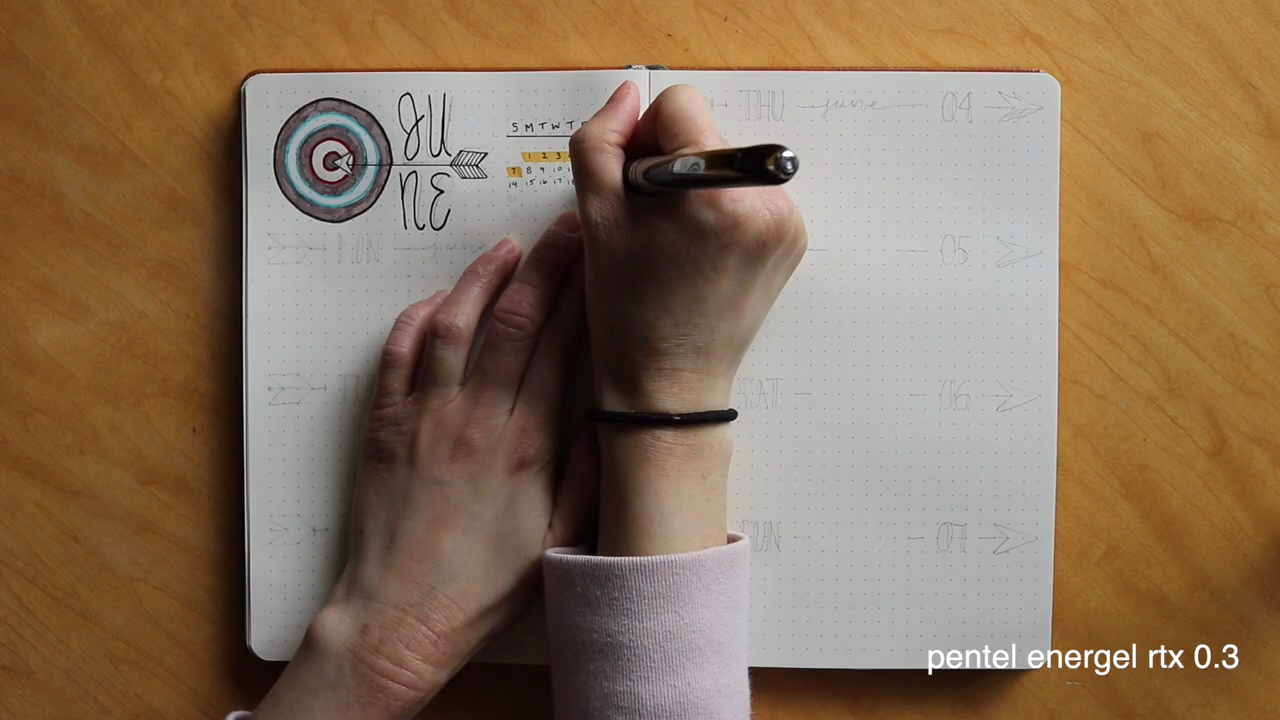 JU
NE
S M T W T
1 2 3
7 8 9 10
14 15 16 17
MON june
THU june 04
05
SAT 06
SUN 07
pentel energel rtx 0.3